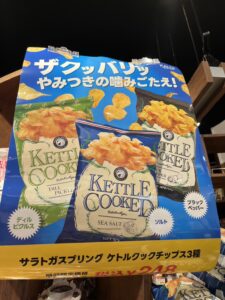 ザクッバリッ
やみつきの噛みごたえ!
KETTLE
COOKED
DILL
PICKLES
KETTLE
COOKED
SEA SALT
KETTLE
COOKED
ディル
ピクルス
ソルト
ブラック
ペッパー
サラトガスプリング ケトルクックチップス3種